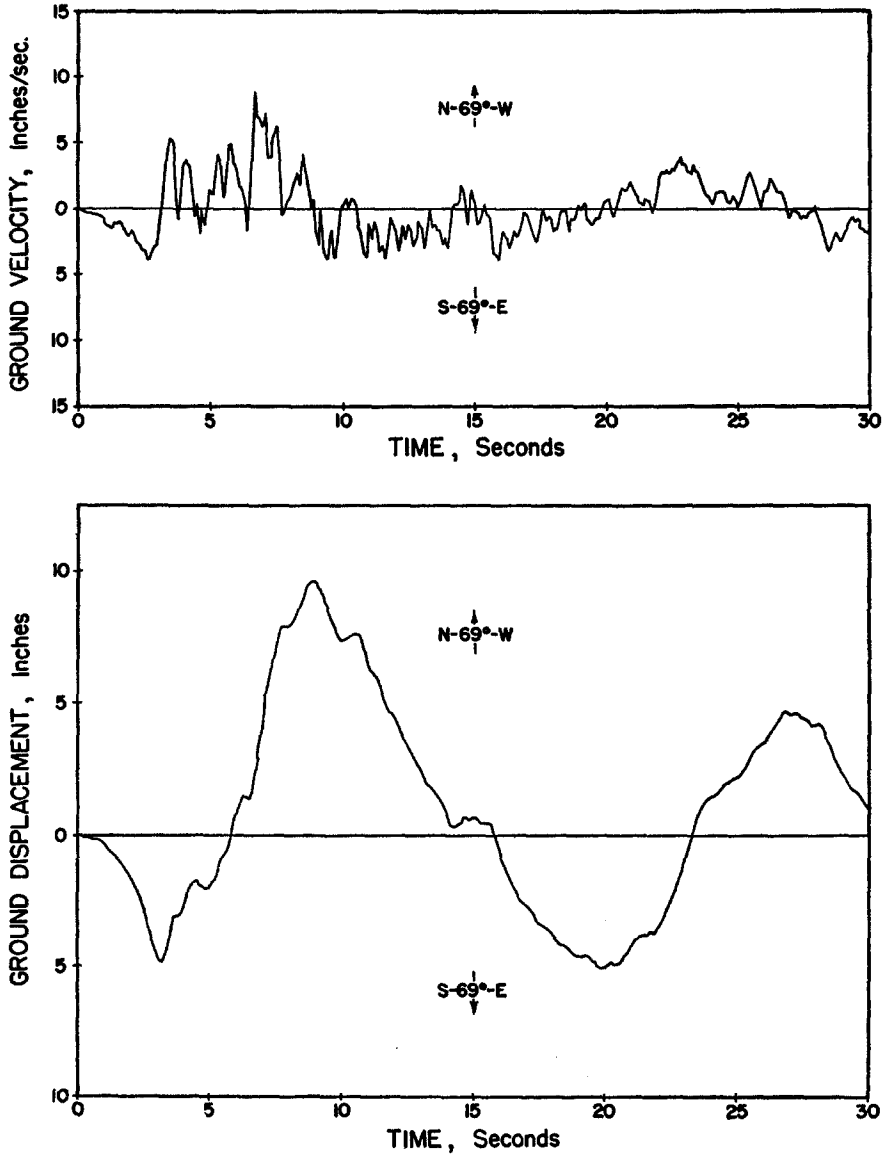 GROUND VELOCITY, Inches/sec.
15
10
5
0
5
10
15
N-69°-W
S-69°-E
0 5 10 15 20 25 30
TIME, Seconds
GROUND DISPLACEMENT, Inches
10
5
0
5
10
N-69°-W
S-69°-E
0 5 10 15 20 25 30
TIME, Seconds